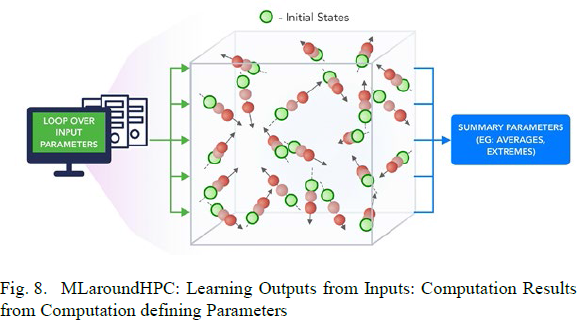 - Initial States
LOOP OVER
INPUT
PARAMETERS
SUMMARY PARAMETERS
(EG: AVERAGES,
EXTREMES)
Fig. 8. MLaroundHPC: Learning Outputs from Inputs: Computation Results
from Computation defining Parameters